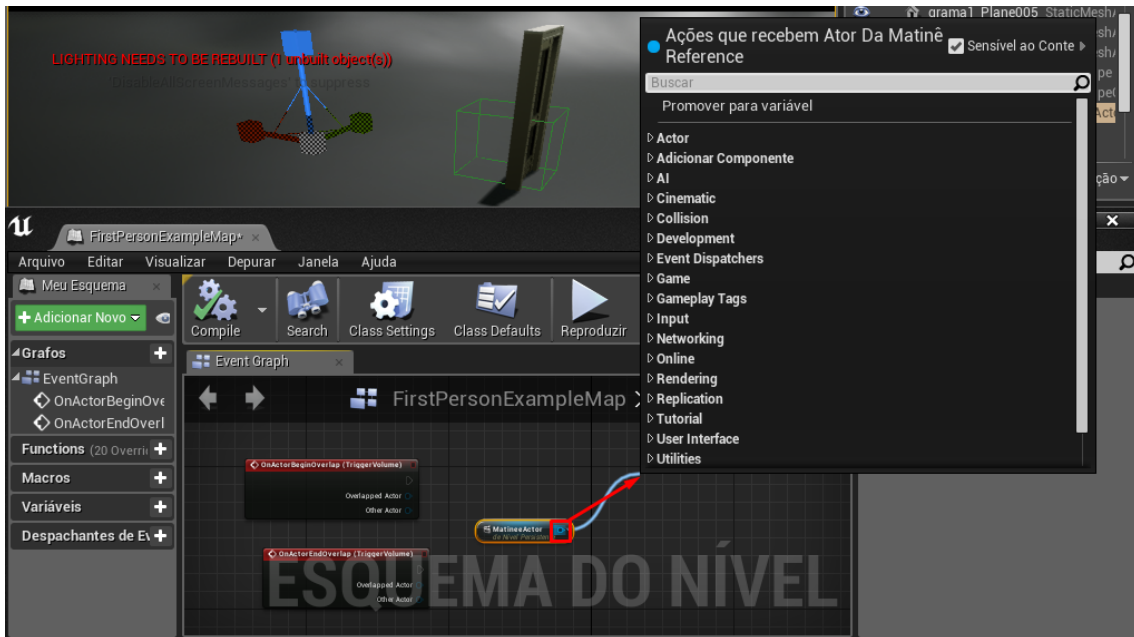 LIGHTING NEEDS TO BE REBUILT (1 unbuilt object(s))
'DisableAllScreenMessages' to suppress
grama1_Plane005 StaticMesh
Ações que recebem Ator Da Matinê
Reference
Sensível ao Conte
Buscar
Promover para variável
Actor
Adicionar Componente
AI
Cinematic
Collision
Development
Event Dispatchers
Game
Gameplay Tags
Input
Networking
Online
Rendering
Replication
Tutorial
User Interface
Utilities
ção
FirstPersonExampleMap*
Arquivo Editar Visualizar Depurar Janela Ajuda
Meu Esquema
Adicionar Novo
Compile Search Class Settings Class Defaults Reproduzir
Grafos
EventGraph
OnActorBeginOve
OnActorEndOverl
Functions (20 Overri
Macros
Variáveis
Despachantes de Ev
Event Graph
FirstPersonExampleMap
OnActorBeginOverlap (TriggerVolume)
Overlapped Actor
Other Actor
MatineeActor
de Nível Persisten
OnActorEndOverlap (TriggerVolume)
Overlapped Actor
Other Actor
ESQUEMA DO NÍVEL